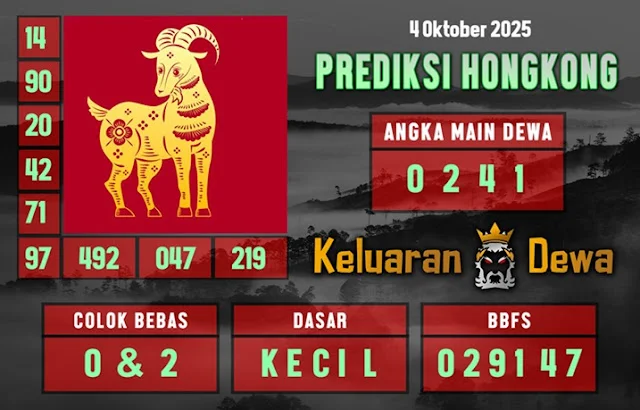 4 Oktober 2025
PREDIKSI HONGKONG
14
90
20
42
71
97 492 047 219
ANGKA MAIN DEWA
0 2 4 1
Keluaran Dewa
COLOK BEBAS
0 & 2
DASAR
KECIL
BBFS
029147